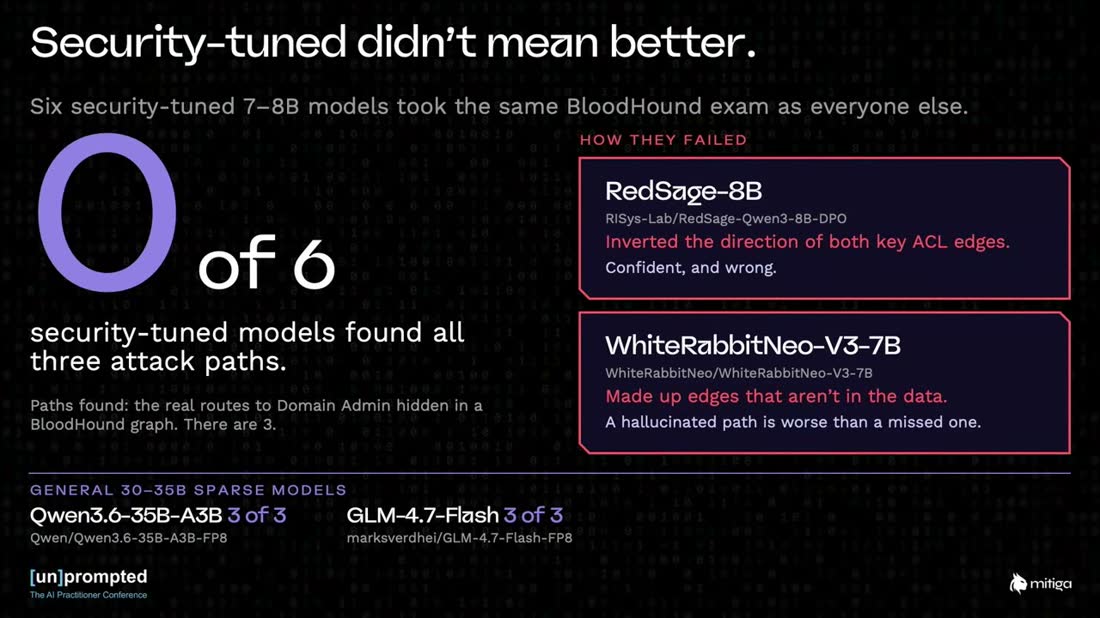 Security-tuned didn't mean better.
Six security-tuned 7–8B models took the same BloodHound exam as everyone else.
0 of 6
security-tuned models found all
three attack paths.
Paths found: the real routes to Domain Admin hidden in a
BloodHound graph. There are 3.
HOW THEY FAILED
RedSage-8B
RISys-Lab/RedSage-Qwen3-8B-DPO
Inverted the direction of both key ACL edges.
Confident, and wrong.
WhiteRabbitNeo-V3-7B
WhiteRabbitNeo/WhiteRabbitNeo-V3-7B
Made up edges that aren't in the data.
A hallucinated path is worse than a missed one.
GENERAL 30–35B SPARSE MODELS
Qwen3.6-35B-A3B 3 of 3
Qwen/Qwen3.6-35B-A3B-FP8
GLM-4.7-Flash 3 of 3
marksverdhei/GLM-4.7-Flash-FP8
[un]prompted
The AI Practitioner Conference
mitiga